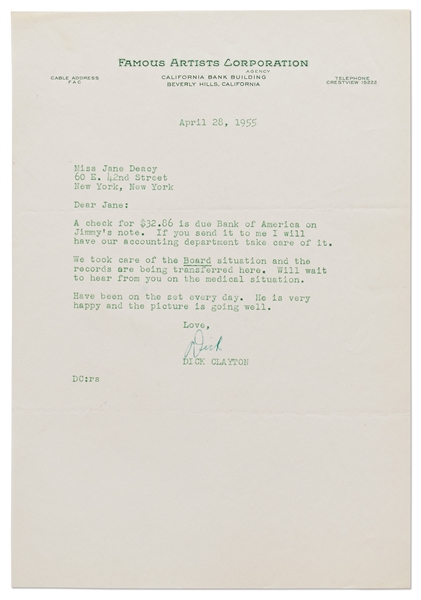 FAMOUS ARTISTS CORPORATION
AGENCY
CABLE ADDRESS
FAC
CALIFORNIA BANK BUILDING
BEVERLY HILLS, CALIFORNIA
TELEPHONE
CRESTVIEW 15222
April 28, 1955
Miss Jane Deacy
60 E. 42nd Street
New York, New York
Dear Jane:
A check for $32.86 is due Bank of America on
Jimmy's note. If you send it to me I will
have our accounting department take care of it.
We took care of the Board situation and the
records are being transferred here. Will wait
to hear from you on the medical situation.
Have been on the set every day. He is very
happy and the picture is going well.
Love,
Dick
DICK CLAYTON
DC:rs